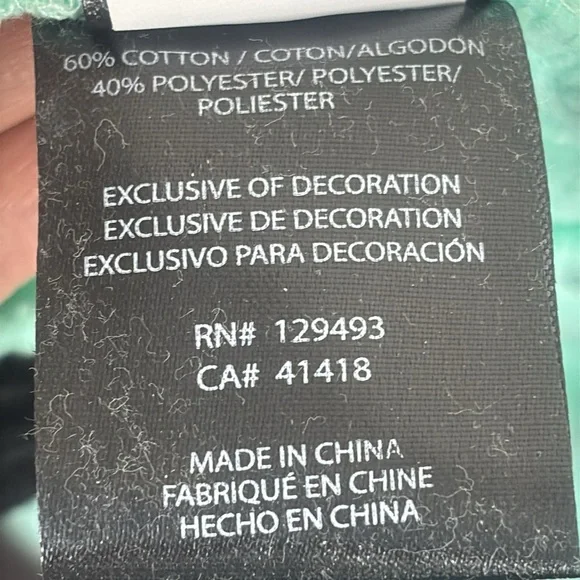 60% COTTON / COTON/ALGODÓN
40% POLYESTER/ POLYESTER/
POLIESTER
EXCLUSIVE OF DECORATION
EXCLUSIVE DE DECORATION
EXCLUSIVO PARA DECORACIÓN
RN# 129493
CA# 41418
MADE IN CHINA
FABRIQUÉ EN CHINE
HECHO EN CHINA